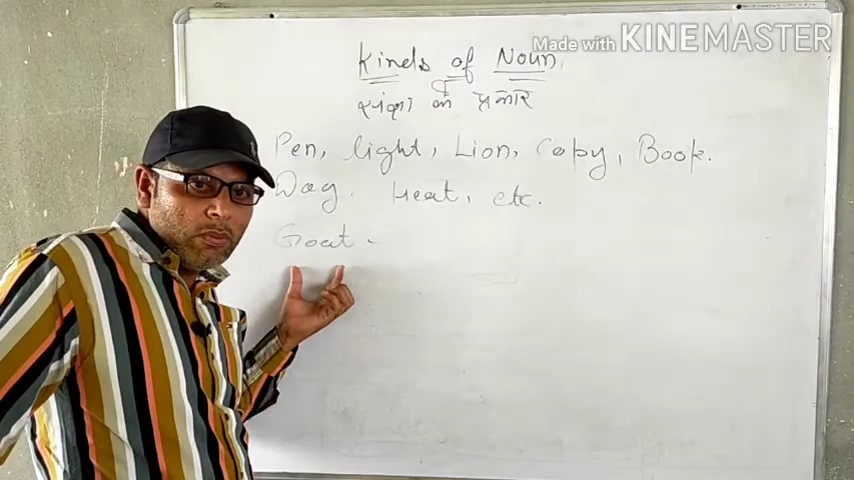 Made with KINEMASTER
Kinds of Noun
संज्ञा के प्रकार
Pen, light, Lion, Copy, Book.
Dog. Heat, etc.
Goat